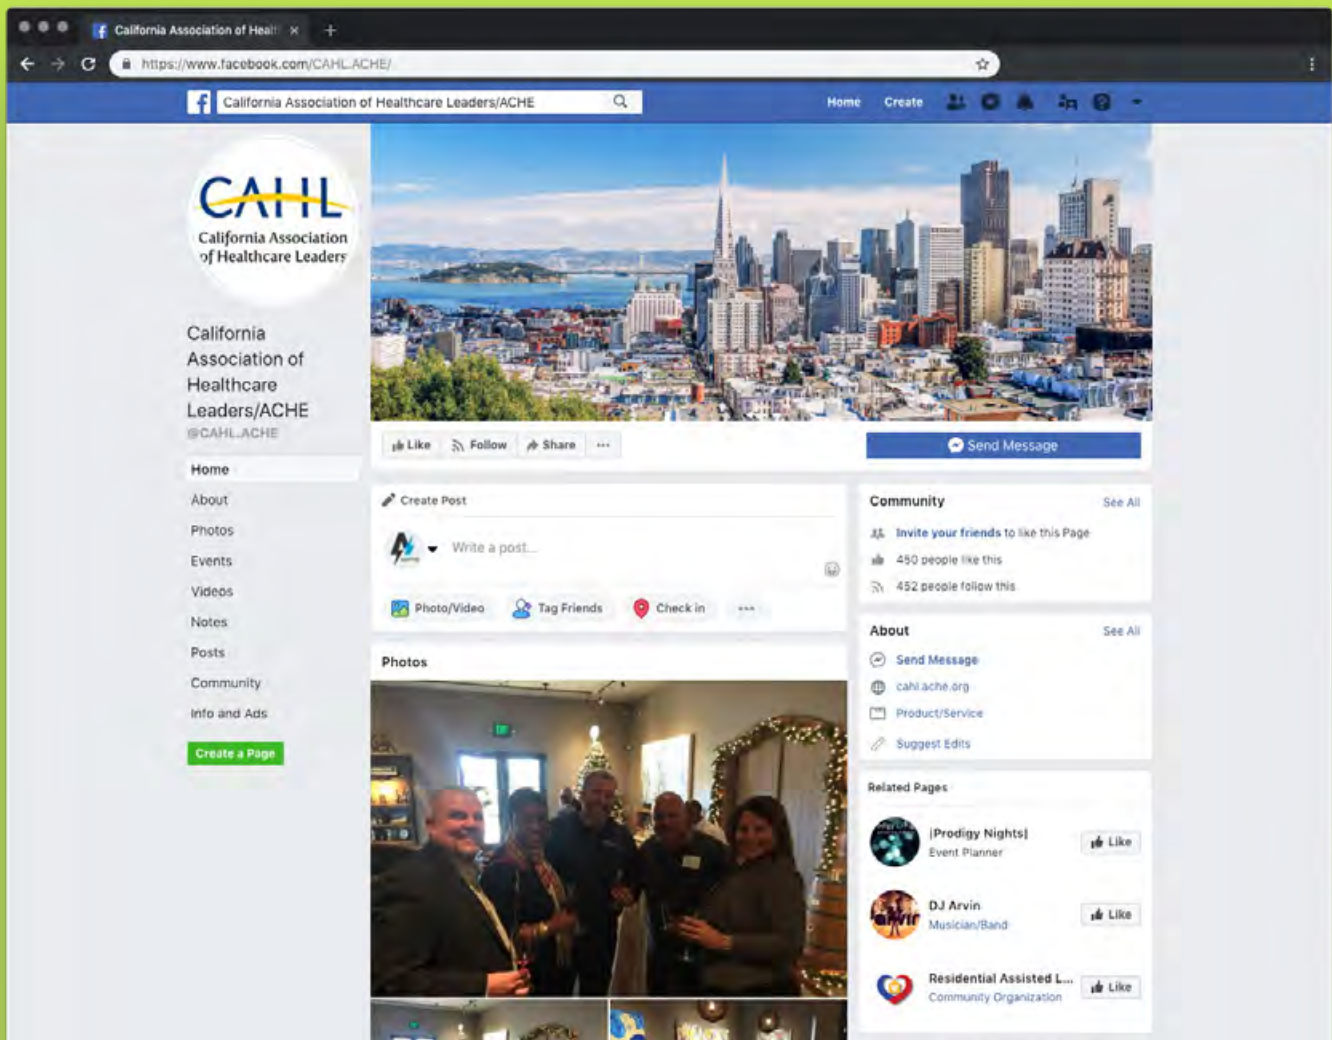 California Association of Healt
https://www.facebook.com/CAHL.ACHE/
California Association of Healthcare Leaders/ACHE
Home
Create
CAHL
California Association
of Healthcare Leaders
California
Association of
Healthcare
Leaders/ACHE
@CAHL.ACHE
Home
About
Photos
Events
Videos
Notes
Posts
Community
Info and Ads
Create a Page
Like
Follow
Share
Send Message
Create Post
Write a post...
Photo/Video
Tag Friends
Check in
Photos
Community
See All
Invite your friends to like this Page
450 people like this
452 people follow this
About
See All
Send Message
cahl.ache.org
Product/Service
Suggest Edits
Related Pages
|Prodigy Nights|
Event Planner
Like
DJ Arvin
Musician/Band
Like
Residential Assisted L...
Community Organization
Like